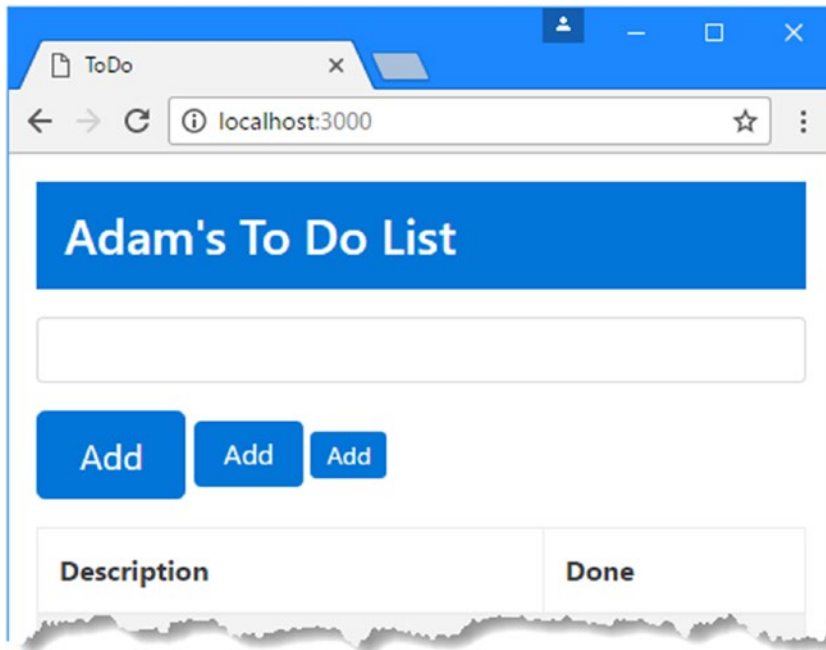 ToDo
localhost:3000
Adam's To Do List
Add Add Add
Description Done